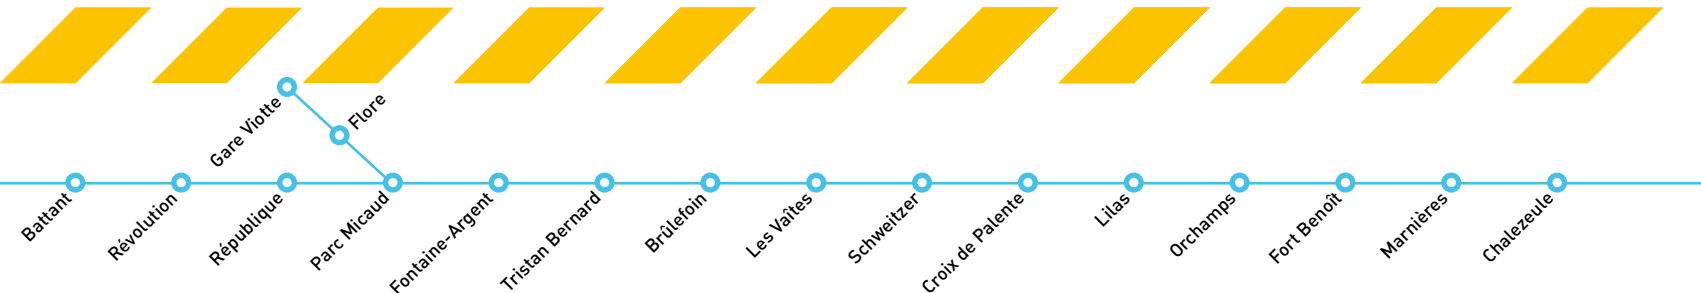 Gare Viotte
Flore
Battant
Révolution
République
Parc Micaud
Fontaine-Argent
Tristan Bernard
Brûlefoin
Les Vaîtes
Schweitzer
Croix de Palente
Lilas
Orchamps
Fort Benoît
Marnières
Chalezeule